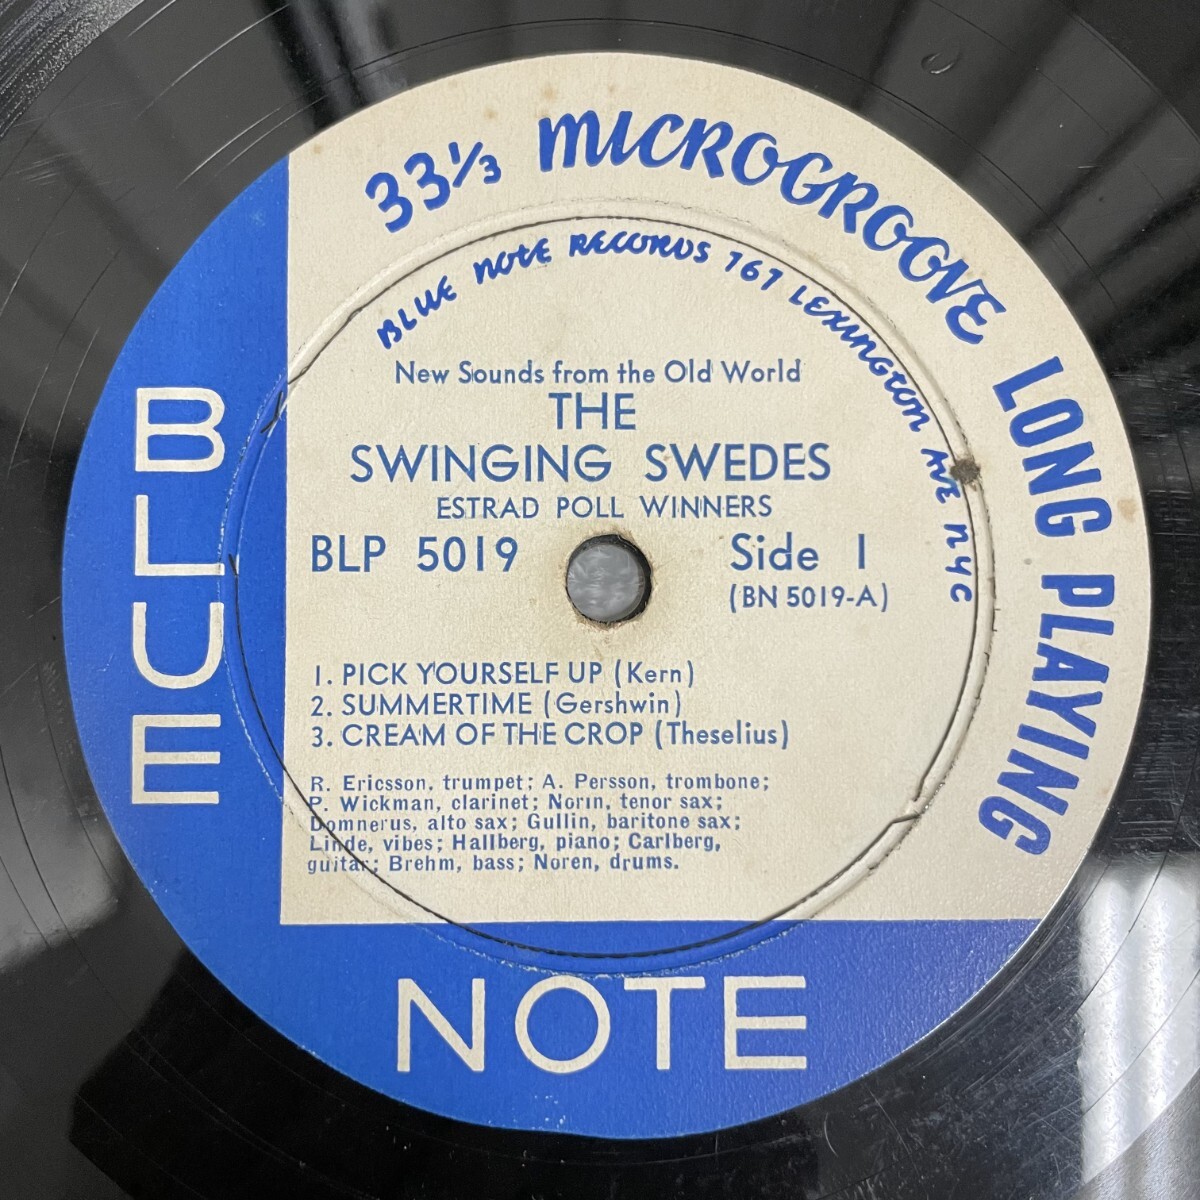 33⅓ MICROGROOVE LONG PLAYING
BLUE NOTE RECORDS 767 LEXINGTON AVE NYC
New Sounds from the Old World
THE
SWINGING SWEDES
ESTRAD POLL WINNERS
BLP 5019 Side 1
(BN 5019-A)
1. PICK YOURSELF UP (Kern)
2. SUMMERTIME (Gershwin)
3. CREAM OF THE CROP (Theselius)
R. Ericsson, trumpet; A. Persson, trombone;
P. Wickman, clarinet; Norin, tenor sax;
Domnerus, alto sax; Gullin, baritone sax;
Linde, vibes; Hallberg, piano; Carlberg,
guitar; Brehm, bass; Noren, drums.
BLUE
NOTE